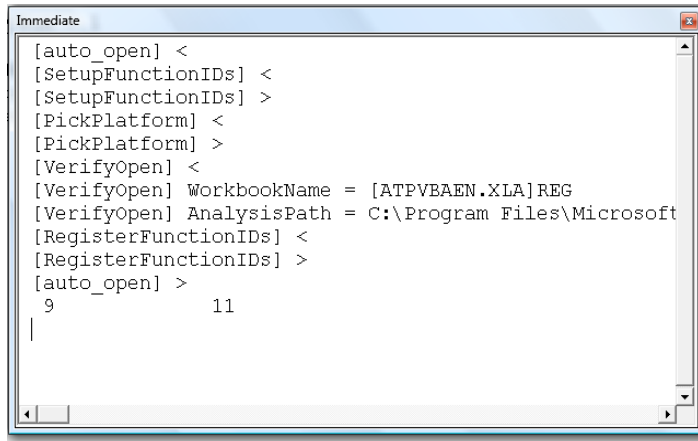 Immediate
[auto_open] <
[SetupFunctionIDs] <
[SetupFunctionIDs] >
[PickPlatform] <
[PickPlatform] >
[VerifyOpen] <
[VerifyOpen] WorkbookName = [ATPVBAEN.XLA]REG
[VerifyOpen] AnalysisPath = C:\Program Files\Microsoft
[RegisterFunctionIDs] <
[RegisterFunctionIDs] >
[auto_open] >
9 11